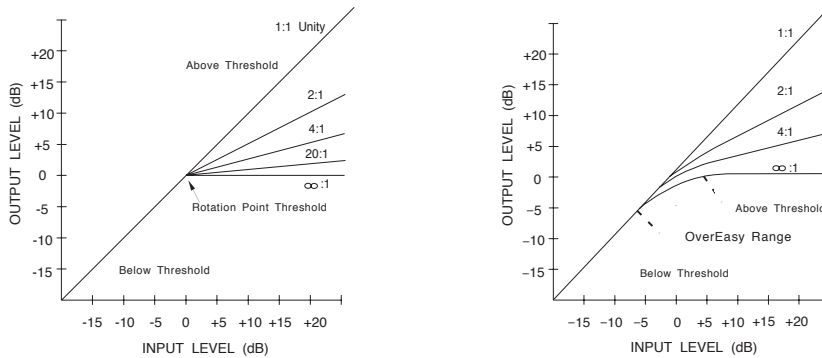 1:1 Unity
+20
Above Threshold
+15
2:1
+10
4:1
+5
20:1
0
∞:1
Rotation Point Threshold
-5
-10
Below Threshold
-15
OUTPUT LEVEL (dB)
-15 -10 -5 0 +5 +10 +15 +20
INPUT LEVEL (dB)
1:1
+20
+15
2:1
+10
4:1
+5
0
∞:1
Above Threshold
−5
OverEasy Range
−10
Below Threshold
−15
OUTPUT LEVEL (dB)
−15 −10 −5 0 +5 +10 +15 +20
INPUT LEVEL (dB)